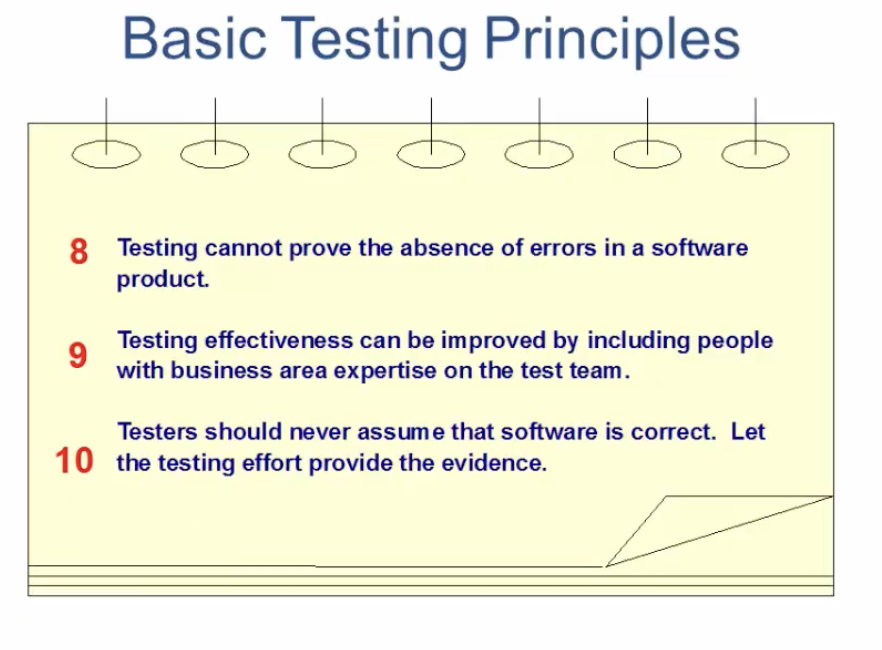 Basic Testing Principles
8 Testing cannot prove the absence of errors in a software
product.
9 Testing effectiveness can be improved by including people
with business area expertise on the test team.
10 Testers should never assume that software is correct. Let
the testing effort provide the evidence.